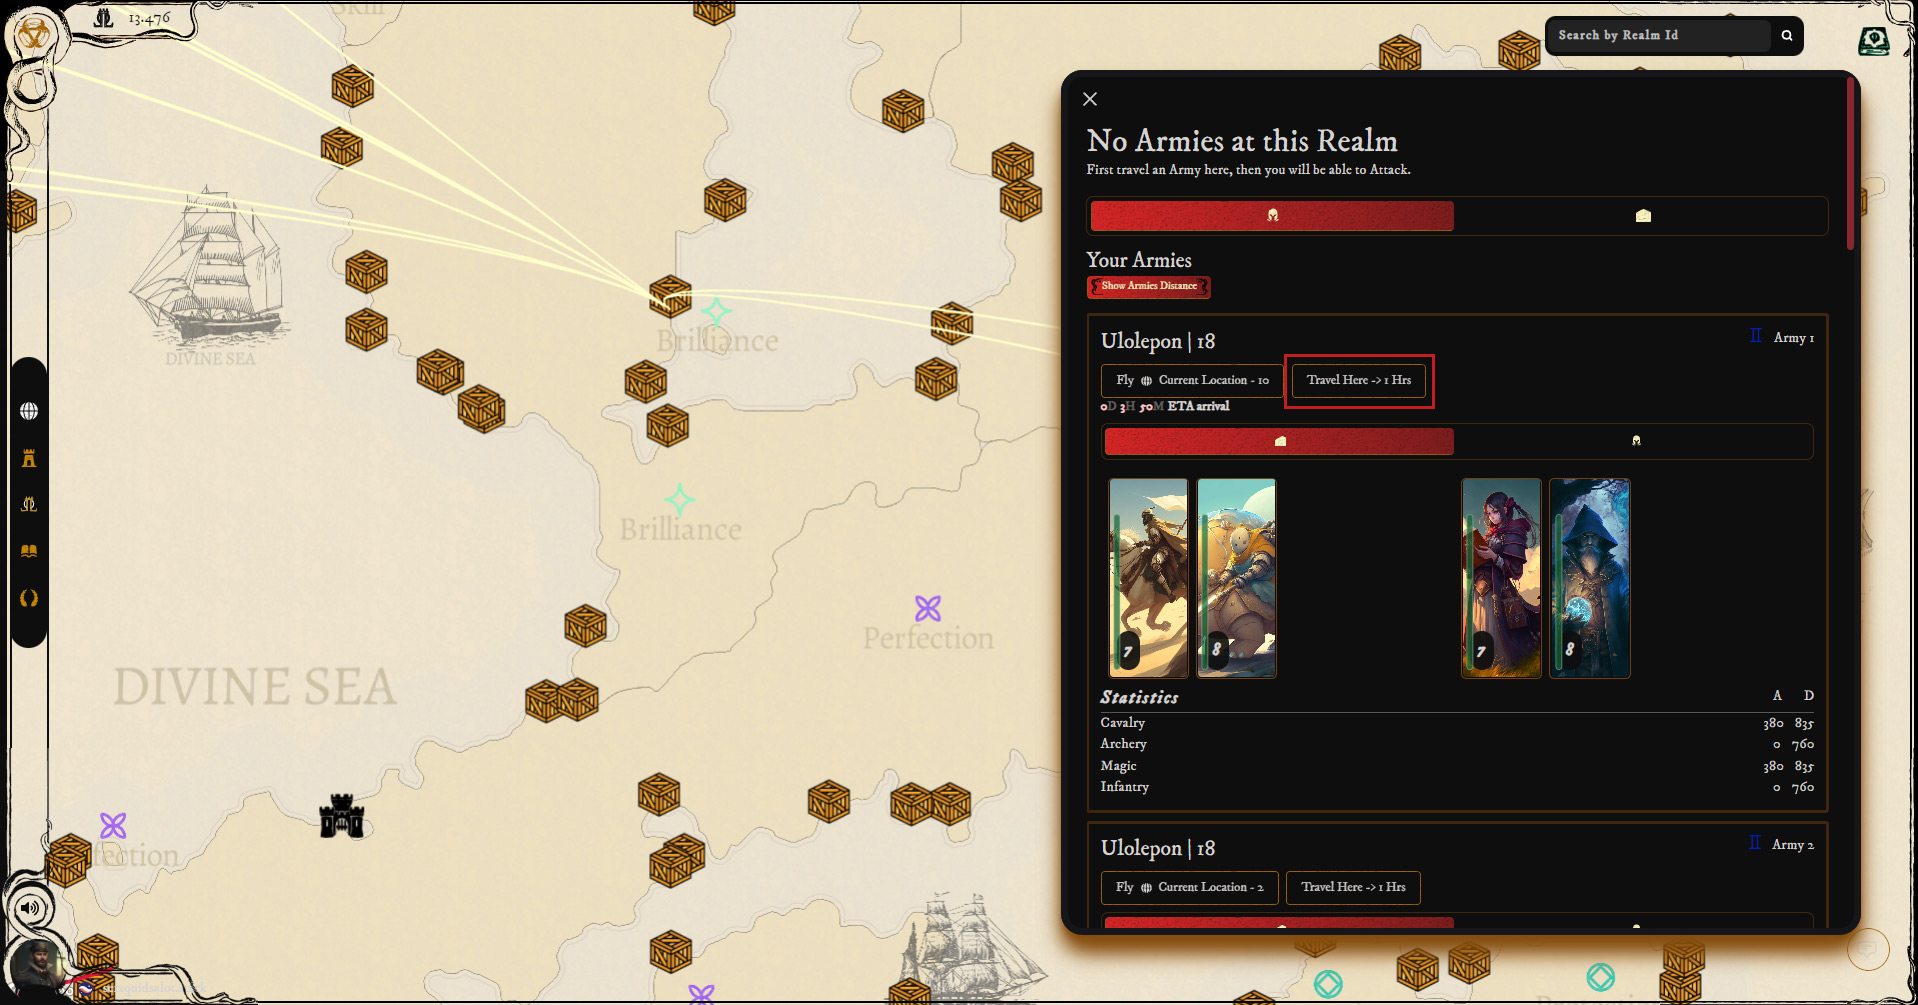 13.476
Skill
Search by Realm Id
No Armies at this Realm
First travel an Army here, then you will be able to Attack.
Your Armies
Show Armies Distance
Ulolepon | 18
Army 1
Fly Current Location - 10
Travel Here -> 1 Hrs
0D 3H 50M ETA arrival
7
8
7
8
Statistics A D
Cavalry 380 835
Archery 0 760
Magic 380 835
Infantry 0 760
Ulolepon | 18
Army 2
Fly Current Location - 2
Travel Here -> 1 Hrs
Brilliance
DIVINE SEA
Brilliance
Perfection
DIVINE SEA
fection